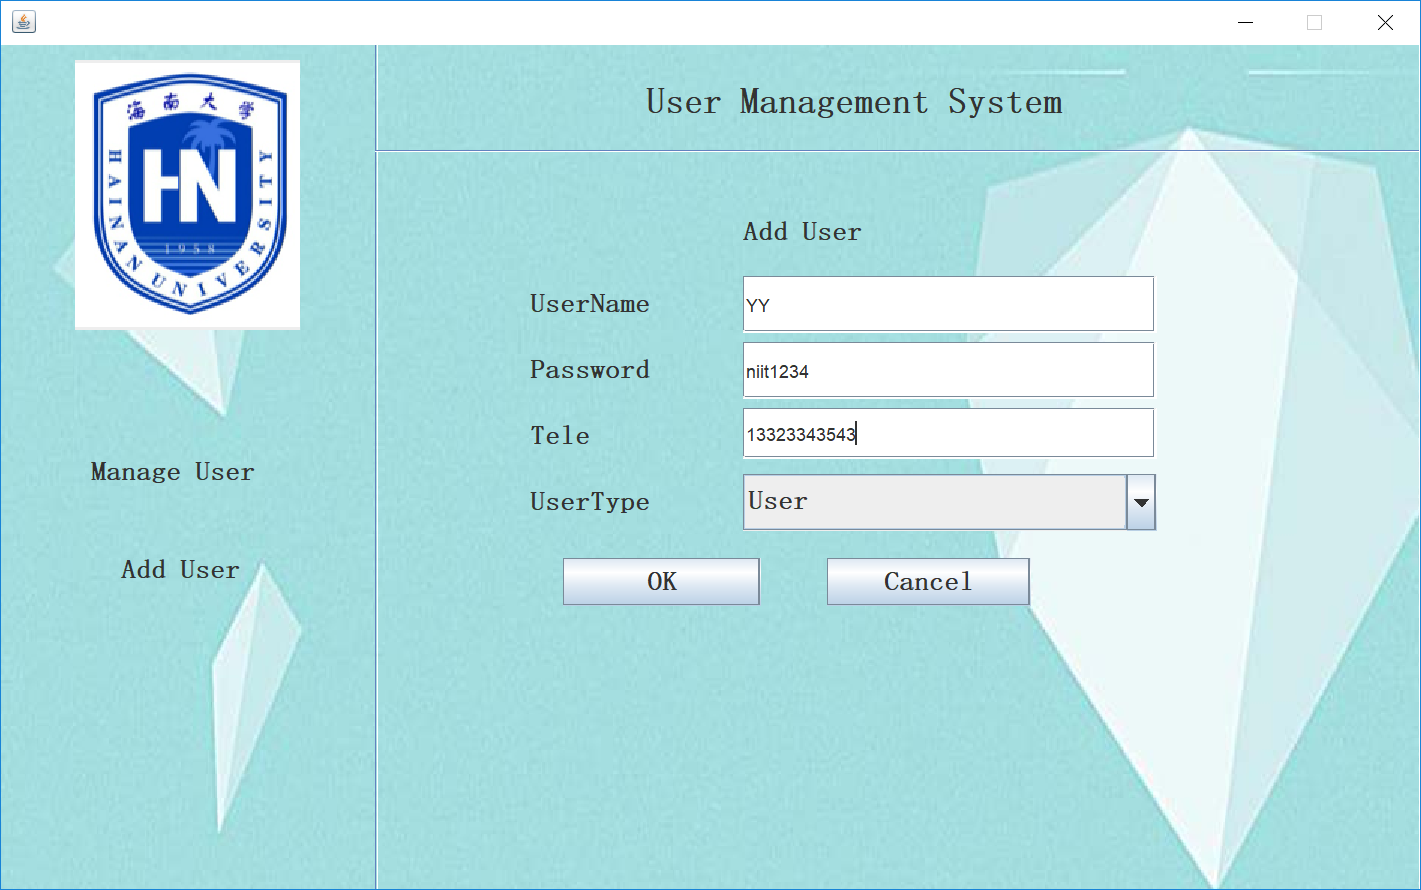 海南大学
HAINAN UNIVERSITY
HN
1958
Manage User
Add User
User Management System
Add User
UserName
YY
Password
niit1234
Tele
13323343543
UserType
User
OK
Cancel